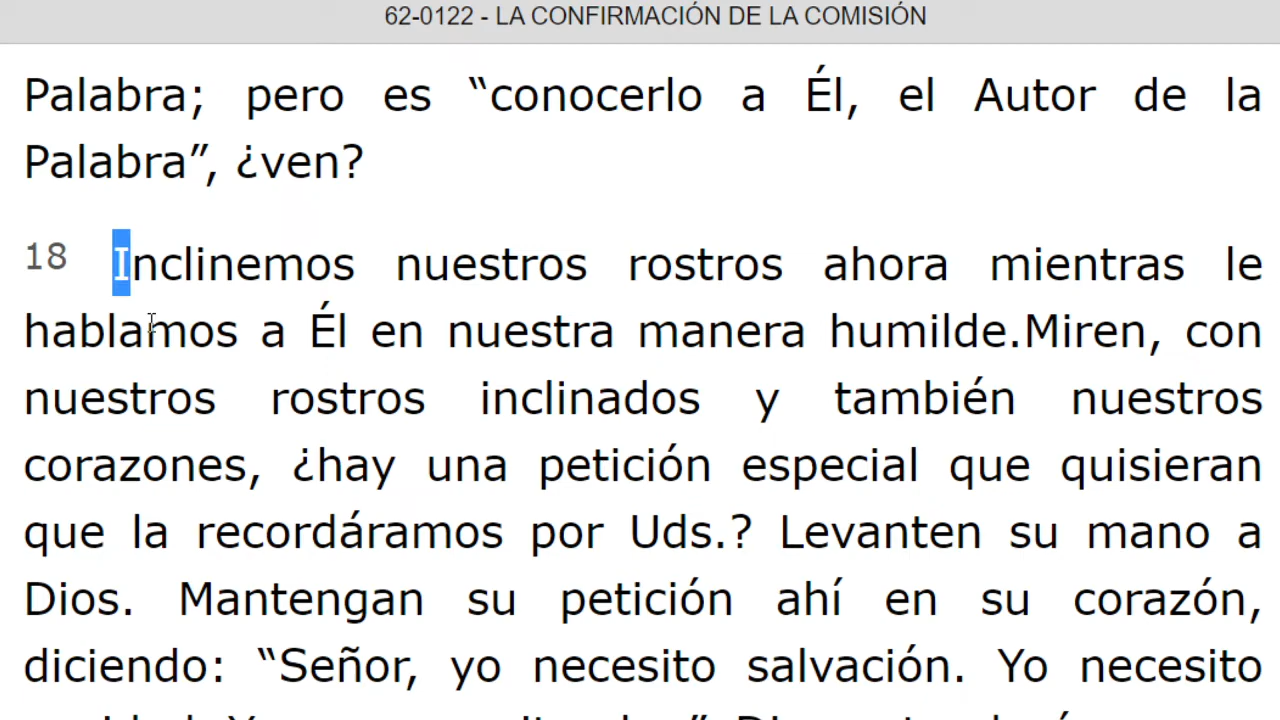 62-0122 - LA CONFIRMACIÓN DE LA COMISIÓN
Palabra; pero es “conocerlo a Él, el Autor de la
Palabra”, ¿ven?
18 Inclinemos nuestros rostros ahora mientras le
hablamos a Él en nuestra manera humilde.Miren, con
nuestros rostros inclinados y también nuestros
corazones, ¿hay una petición especial que quisieran
que la recordáramos por Uds.? Levanten su mano a
Dios. Mantengan su petición ahí en su corazón,
diciendo: “Señor, yo necesito salvación. Yo necesito